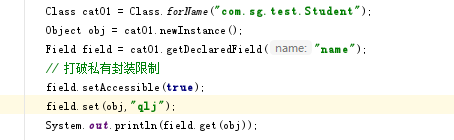 Class cat01 = Class.forName("com.sg.test.Student");
Object obj = cat01.newInstance();
Field field = cat01.getDeclaredField( name: "name");
// 打破私有封装限制
field.setAccessible(true);
field.set(obj,"qlj");
System.out.println(field.get(obj));